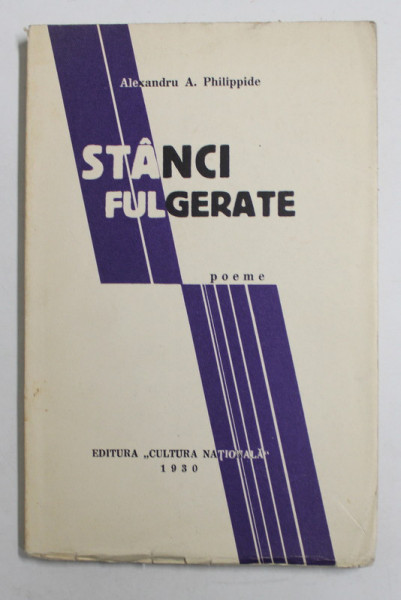 Alexandru A. Philippide
STÂNCI
FULGERATE
poeme
EDITURA „CULTURA NAȚIONALĂ"
1930